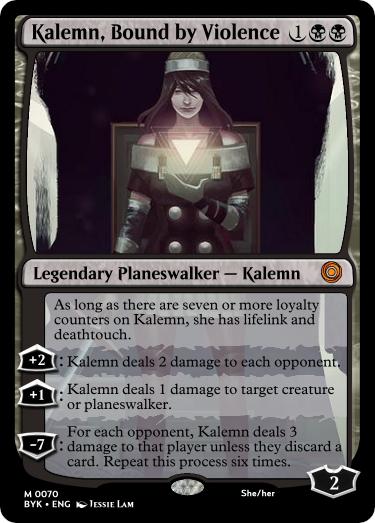 Kalemn, Bound by Violence 1
Legendary Planeswalker — Kalemn
As long as there are seven or more loyalty
counters on Kalemn, she has lifelink and
deathtouch.
+2 : Kalemn deals 2 damage to each opponent.
+1 : Kalemn deals 1 damage to target creature
or planeswalker.
-7 : For each opponent, Kalemn deals 3
damage to that player unless they discard a
card. Repeat this process six times.
2
M 0070
She/her
BYK • ENG Jessie Lam